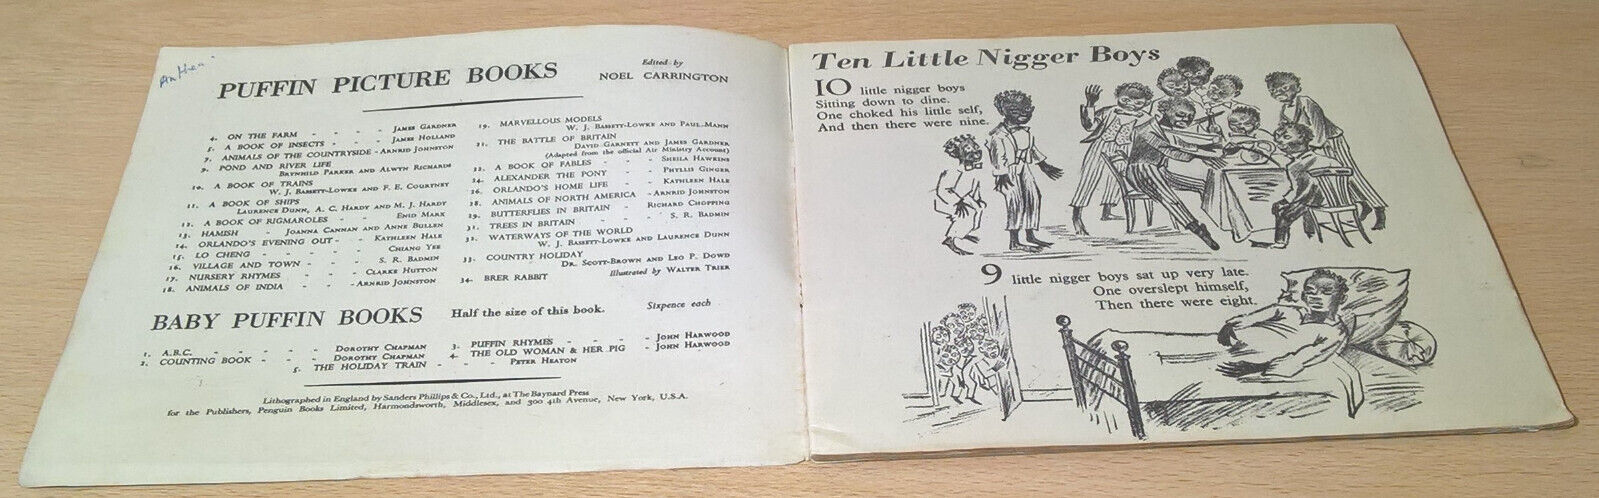 Anthea
PUFFIN PICTURE BOOKS
Edited by
NOEL CARRINGTON
4. ON THE FARM - - - - JAMES GARDNER
5. A BOOK OF INSECTS - - - JAMES HOLLAND
7. ANIMALS OF THE COUNTRYSIDE - ARNRID JOHNSTON
9. POND AND RIVER LIFE
BRYNHILD PARKER AND ALWYN RICHARDS
10. A BOOK OF TRAINS
W. J. BASSETT-LOWKE AND F. E. COURTNEY
11. A BOOK OF SHIPS
LAURENCE DUNN, A. C. HARDY AND M. J. HARDY
12. A BOOK OF RIGMAROLES - - ENID MARX
13. HAMISH - JOANNA CANNAN AND ANNE BULLEN
14. ORLANDO'S EVENING OUT - - KATHLEEN HALE
15. LO CHENG - - - - - CHIANG YEE
16. VILLAGE AND TOWN - - - - S. R. BADMIN
17. NURSERY RHYMES - - - - CLARKE HUTTON
18. ANIMALS OF INDIA - - - ARNRID JOHNSTON
19. MARVELLOUS MODELS
W. J. BASSETT-LOWKE AND PAUL MANN
21. THE BATTLE OF BRITAIN
DAVID GARNETT AND JAMES GARDNER
(Adapted from the official Air Ministry Account)
22. A BOOK OF FABLES - - - SHEILA HAWKINS
24. ALEXANDER THE PONY - - PHYLLIS GINGER
26. ORLANDO'S HOME LIFE - - KATHLEEN HALE
28. ANIMALS OF NORTH AMERICA - ARNRID JOHNSTON
29. BUTTERFLIES IN BRITAIN - RICHARD CHOPPING
31. TREES IN BRITAIN - - - - S. R. BADMIN
32. WATERWAYS OF THE WORLD
W. J. BASSETT-LOWKE AND LAURENCE DUNN
33. COUNTRY HOLIDAY
DR. SCOTT-BROWN AND LEO P. DOWD
34. BRER RABBIT Illustrated by WALTER TRIER
BABY PUFFIN BOOKS Half the size of this book. Sixpence each
1. A.B.C. - - - - - DOROTHY CHAPMAN
2. COUNTING BOOK - - - DOROTHY CHAPMAN
3. PUFFIN RHYMES - - - - JOHN HARWOOD
4. THE OLD WOMAN & HER PIG - JOHN HARWOOD
5. THE HOLIDAY TRAIN - - - PETER HEATON
Lithographed in England by Sanders Phillips & Co., Ltd., at The Baynard Press
for the Publishers, Penguin Books Limited, Harmondsworth, Middlesex, and 300 4th Avenue, New York, U.S.A.
Ten Little Nigger Boys
10 little nigger boys
Sitting down to dine.
One choked his little self,
And then there were nine.
9 little nigger boys sat up very late.
One overslept himself,
Then there were eight.